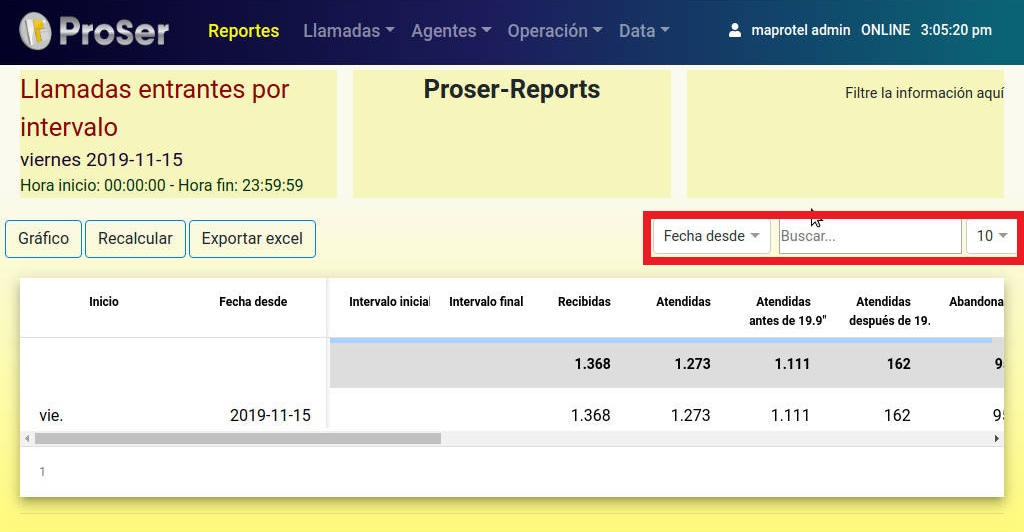 ProSer Reportes Llamadas Agentes Operación Data maprotel admin ONLINE 3:05:20 pm
Llamadas entrantes por
intervalo
viernes 2019-11-15
Hora inicio: 00:00:00 - Hora fin: 23:59:59
Proser-Reports
Filtre la información aquí
Gráfico Recalcular Exportar excel Fecha desde Buscar... 10
Inicio Fecha desde Intervalo inicial Intervalo final Recibidas Atendidas Atendidas Atendidas Abandona
antes de 19.9" después de 19.
1.368 1.273 1.111 162 9
vie. 2019-11-15 1.368 1.273 1.111 162 95
1